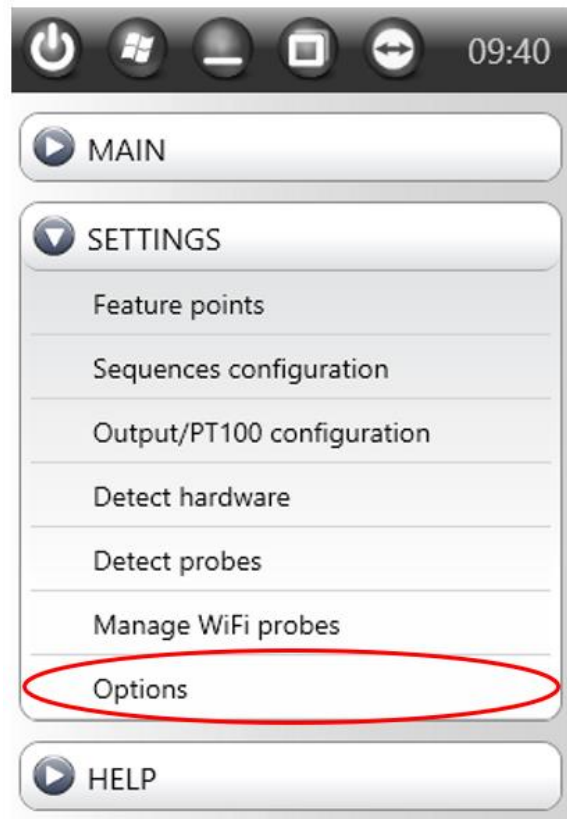 09:40
MAIN
SETTINGS
Feature points
Sequences configuration
Output/PT100 configuration
Detect hardware
Detect probes
Manage WiFi probes
Options
HELP